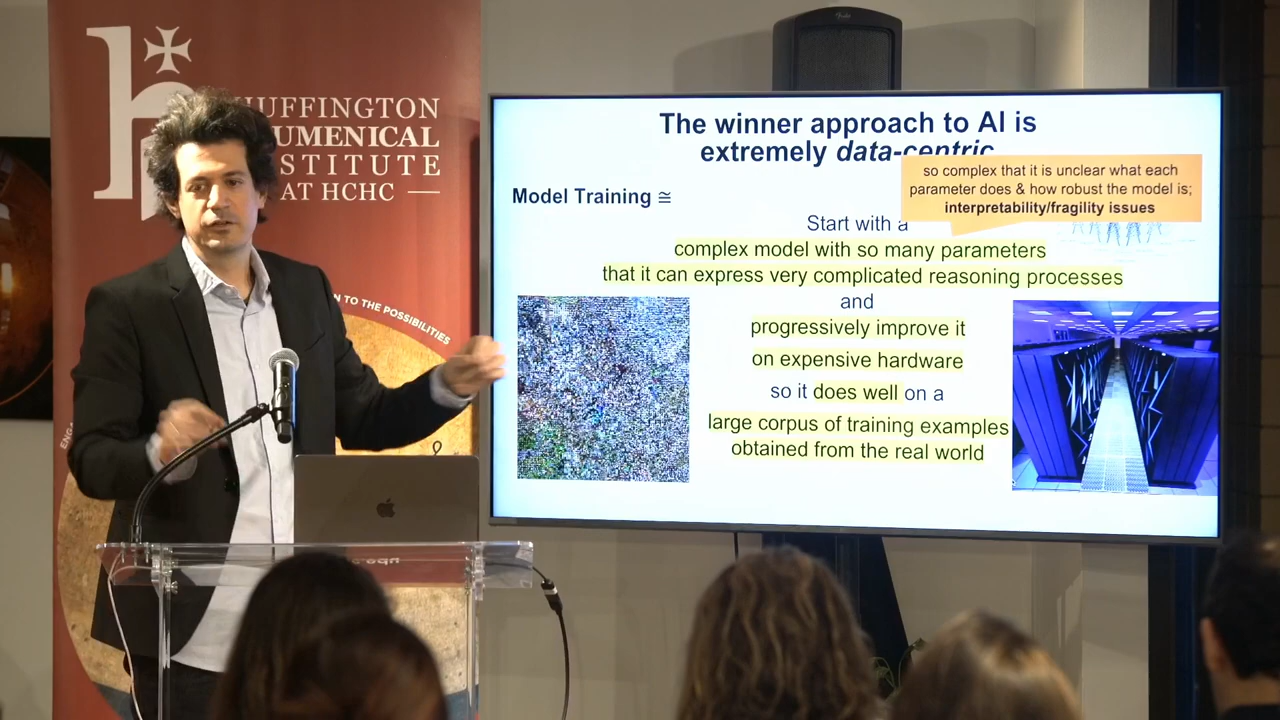 HUFFINGTON
UMENICAL
STITUTE
AT HCHC
N TO THE POSSIBILITIES
ENG
The winner approach to AI is
extremely data-centric
so complex that it is unclear what each
parameter does & how robust the model is;
interpretability/fragility issues
Model Training ≅
Start with a
complex model with so many parameters
that it can express very complicated reasoning processes
and
progressively improve it
on expensive hardware
so it does well on a
large corpus of training examples
obtained from the real world